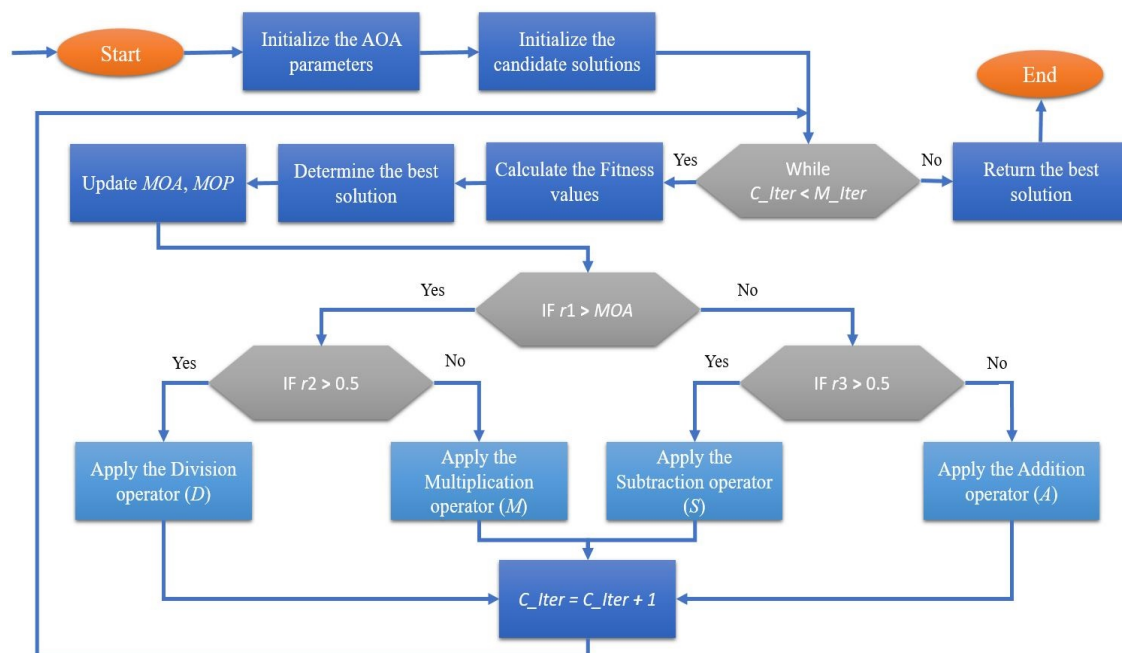 Start
Initialize the AOA
parameters
Initialize the
candidate solutions
End
Update MOA, MOP
Determine the best
solution
Calculate the Fitness
values
Yes
While
C_Iter < M_Iter
No
Return the best
solution
Yes
IF r1 > MOA
No
Yes
IF r2 > 0.5
No
Yes
IF r3 > 0.5
No
Apply the Division
operator (D)
Apply the
Multiplication
operator (M)
Apply the
Subtraction operator
(S)
Apply the Addition
operator (A)
C_Iter = C_Iter + 1